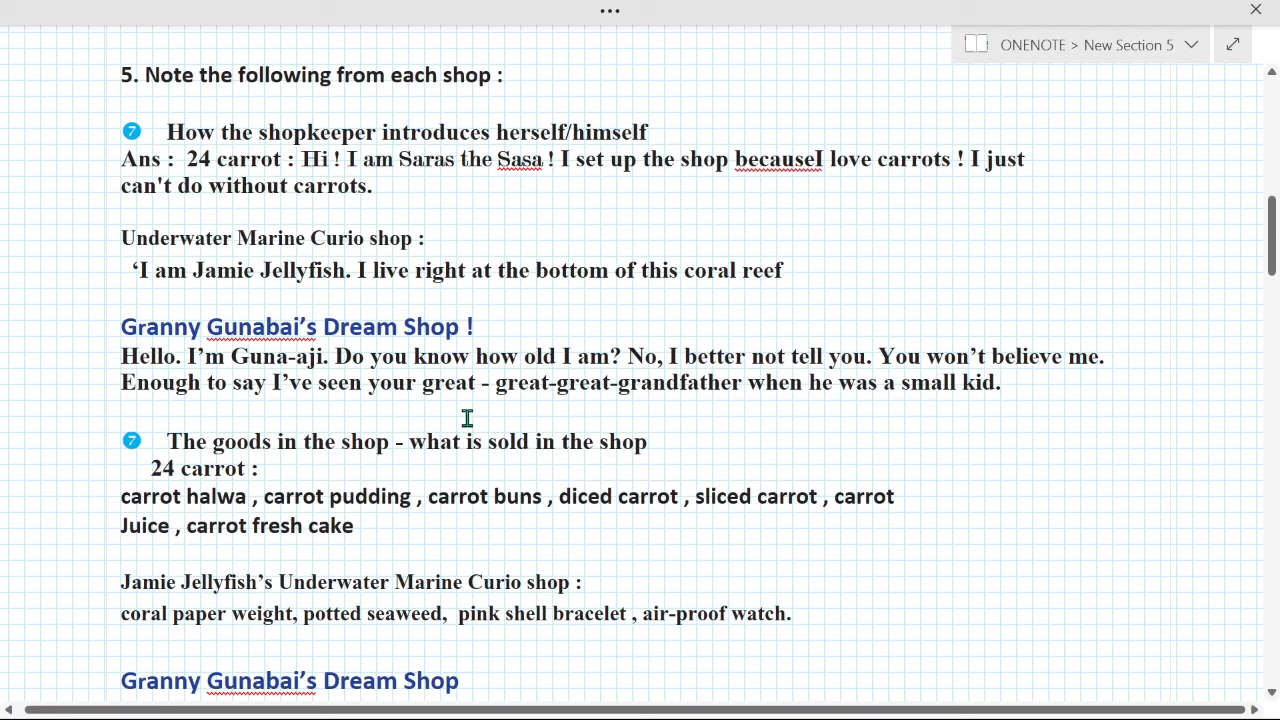 ONENOTE > New Section 5
5. Note the following from each shop :
7 How the shopkeeper introduces herself/himself
Ans : 24 carrot : Hi ! I am Saras the Sasa ! I set up the shop becauseI love carrots ! I just
can't do without carrots.
Underwater Marine Curio shop :
‘I am Jamie Jellyfish. I live right at the bottom of this coral reef
Granny Gunabai’s Dream Shop !
Hello. I’m Guna-aji. Do you know how old I am? No, I better not tell you. You won’t believe me.
Enough to say I’ve seen your great - great-great-grandfather when he was a small kid.
7 The goods in the shop - what is sold in the shop
24 carrot :
carrot halwa , carrot pudding , carrot buns , diced carrot , sliced carrot , carrot
Juice , carrot fresh cake
Jamie Jellyfish’s Underwater Marine Curio shop :
coral paper weight, potted seaweed, pink shell bracelet , air-proof watch.
Granny Gunabai’s Dream Shop